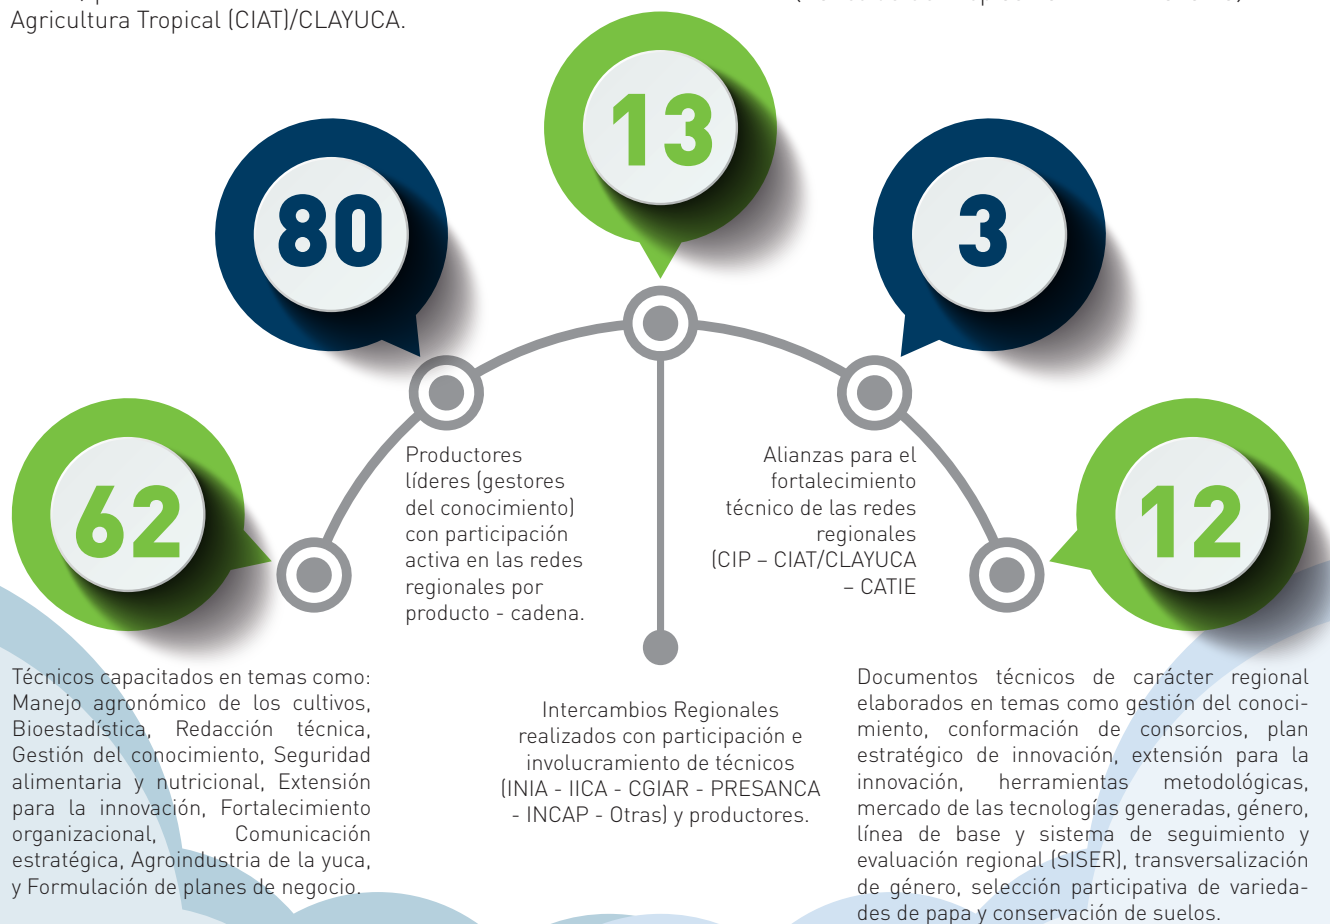 Agricultura Tropical (CIAT)/CLAYUCA.
13
80
3
62
12
Productores
líderes (gestores
del conocimiento)
con participación
activa en las redes
regionales por
producto - cadena.
Alianzas para el
fortalecimiento
técnico de las redes
regionales
(CIP – CIAT/CLAYUCA
– CATIE
Técnicos capacitados en temas como:
Manejo agronómico de los cultivos,
Bioestadística, Redacción técnica,
Gestión del conocimiento, Seguridad
alimentaria y nutricional, Extensión
para la innovación, Fortalecimiento
organizacional, Comunicación
estratégica, Agroindustria de la yuca,
y Formulación de planes de negocio.
Intercambios Regionales
realizados con participación e
involucramiento de técnicos
(INIA - IICA - CGIAR - PRESANCA
- INCAP - Otras) y productores.
Documentos técnicos de carácter regional
elaborados en temas como gestión del conoci-
miento, conformación de consorcios, plan
estratégico de innovación, extensión para la
innovación, herramientas metodológicas,
mercado de las tecnologías generadas, género,
línea de base y sistema de seguimiento y
evaluación regional (SISER), transversalización
de género, selección participativa de varieda-
des de papa y conservación de suelos.